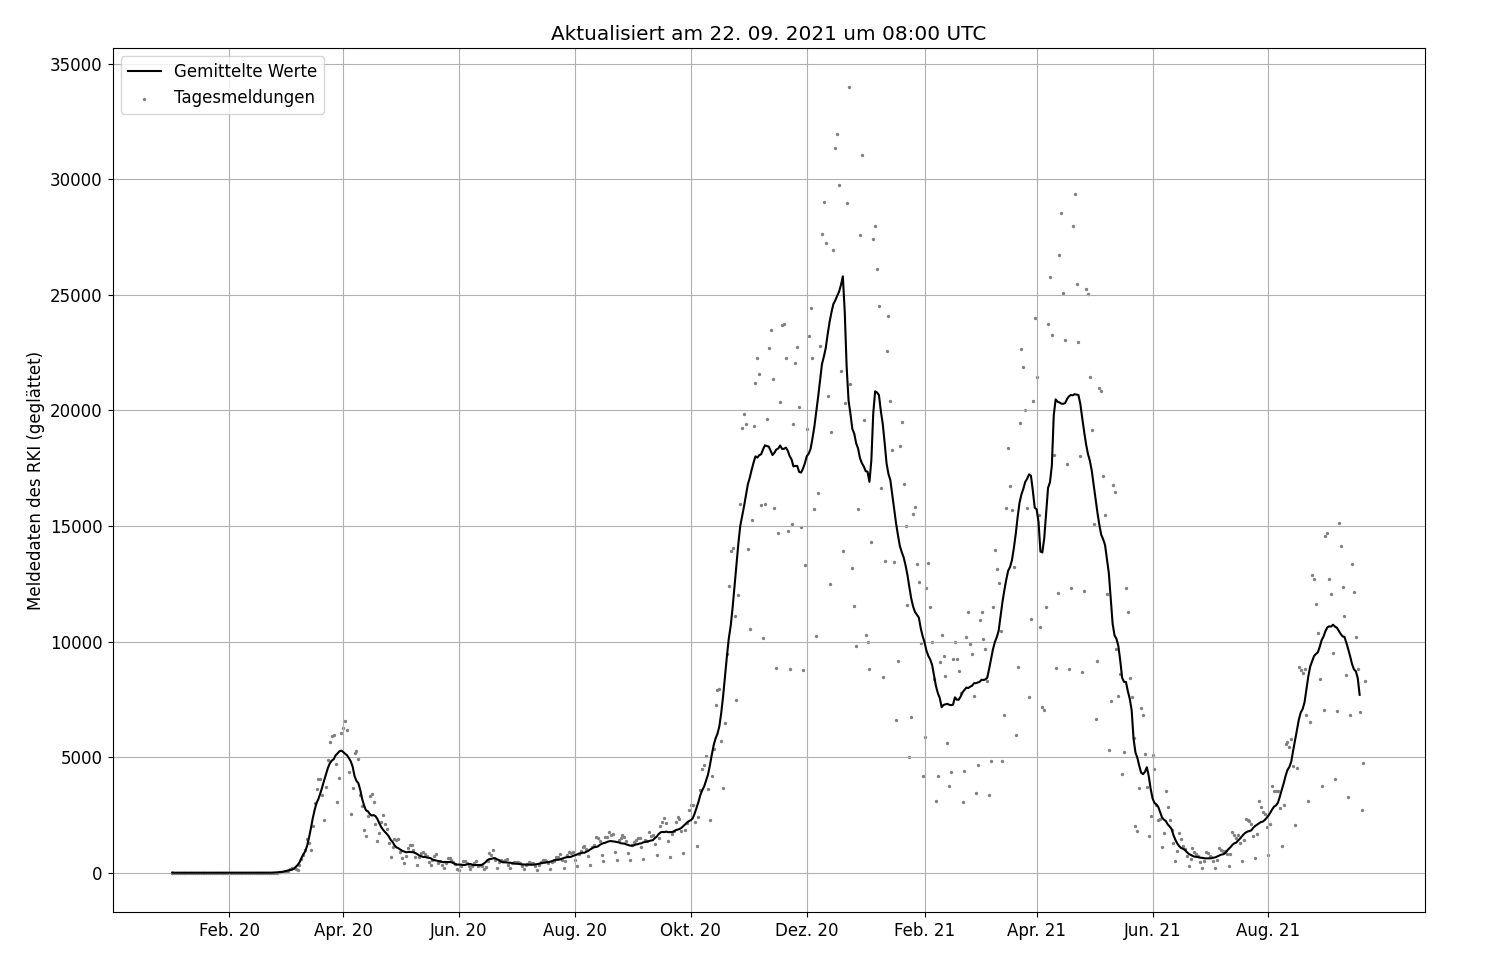 Aktualisiert am 22. 09. 2021 um 08:00 UTC
Gemittelte Werte
Tagesmeldungen
Meldedaten des RKI (geglättet)
35000
30000
25000
20000
15000
10000
5000
0
Feb. 20 Apr. 20 Jun. 20 Aug. 20 Okt. 20 Dez. 20 Feb. 21 Apr. 21 Jun. 21 Aug. 21